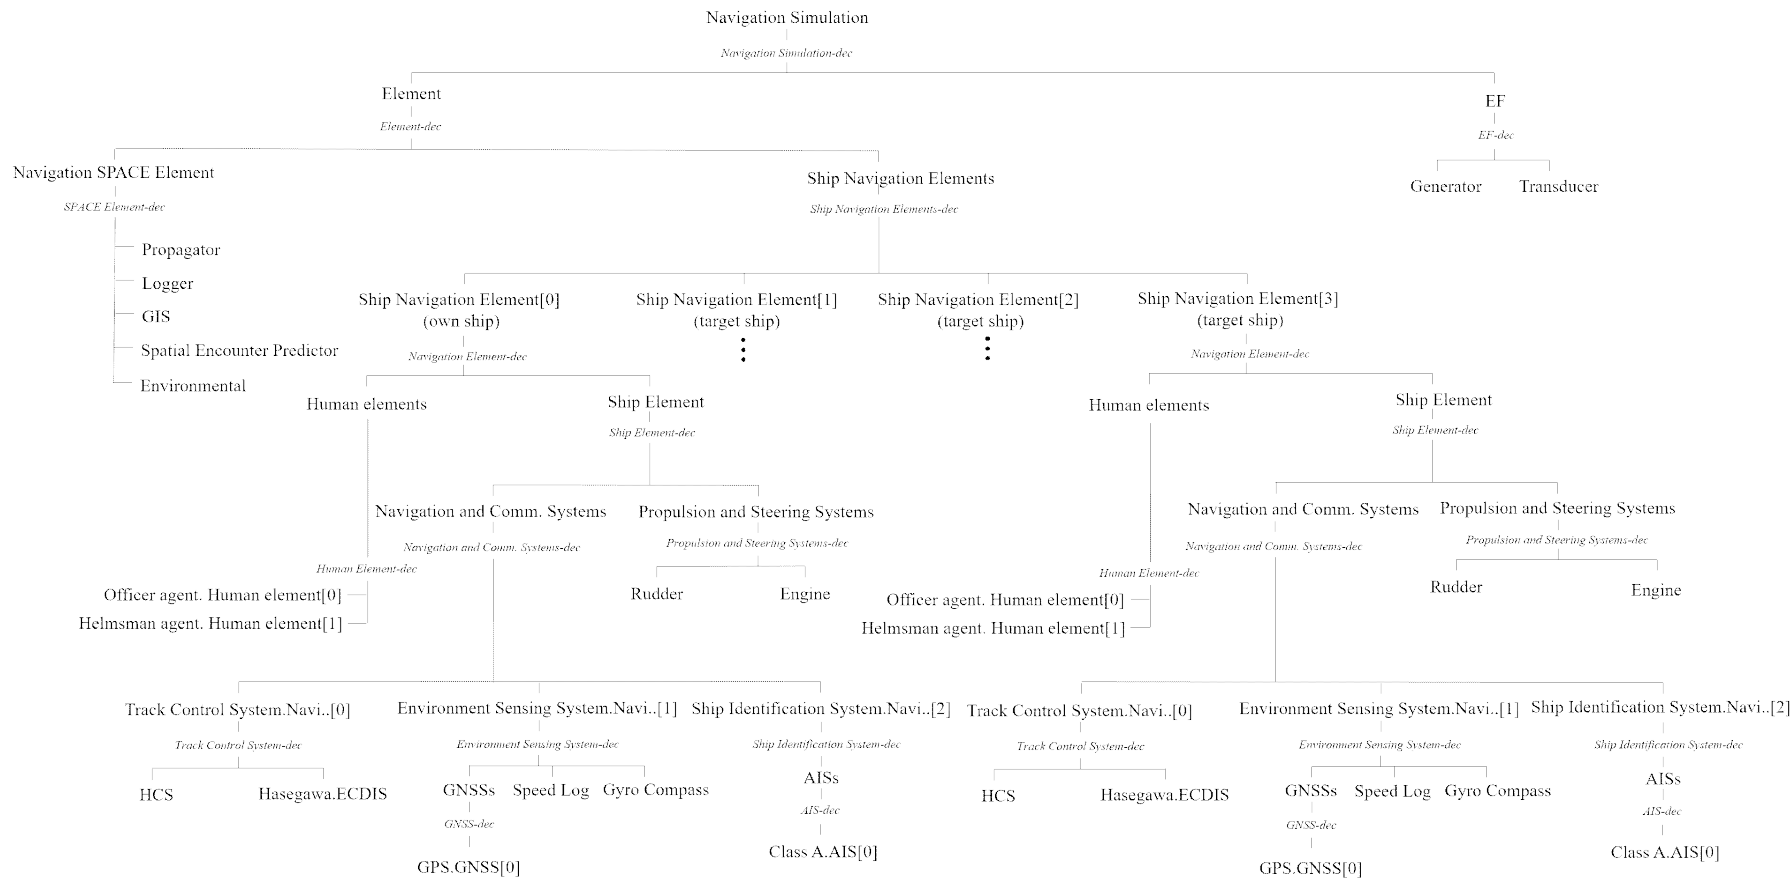 Navigation Simulation
Navigation Simulation-dec
Element
EF
Element-dec
EF-dec
Navigation SPACE Element
Ship Navigation Elements
Generator
Transducer
SPACE Element-dec
Ship Navigation Elements-dec
Propagator
Logger
GIS
Spatial Encounter Predictor
Environmental
Ship Navigation Element[0]
(own ship)
Ship Navigation Element[1]
(target ship)
Ship Navigation Element[2]
(target ship)
Ship Navigation Element[3]
(target ship)
Navigation Element-dec
Navigation Element-dec
Human elements
Ship Element
Human elements
Ship Element
Ship Element-dec
Ship Element-dec
Navigation and Comm. Systems
Propulsion and Steering Systems
Navigation and Comm. Systems
Propulsion and Steering Systems
Navigation and Comm. Systems-dec
Propulsion and Steering Systems-dec
Navigation and Comm. Systems-dec
Propulsion and Steering Systems-dec
Human Element-dec
Rudder
Engine
Human Element-dec
Rudder
Engine
Officer agent. Human element[0]
Helmsman agent. Human element[1]
Officer agent. Human element[0]
Helmsman agent. Human element[1]
Track Control System.Navi..[0]
Environment Sensing System.Navi..[1]
Ship Identification System.Navi..[2]
Track Control System.Navi..[0]
Environment Sensing System.Navi..[1]
Ship Identification System.Navi..[2]
Track Control System-dec
Environment Sensing System-dec
Ship Identification System-dec
Track Control System-dec
Environment Sensing System-dec
Ship Identification System-dec
HCS
Hasegawa.ECDIS
GNSSs
Speed Log
Gyro Compass
AISs
HCS
Hasegawa.ECDIS
GNSSs
Speed Log
Gyro Compass
AISs
GNSS-dec
AIS-dec
GNSS-dec
AIS-dec
GPS.GNSS[0]
Class A.AIS[0]
GPS.GNSS[0]
Class A.AIS[0]